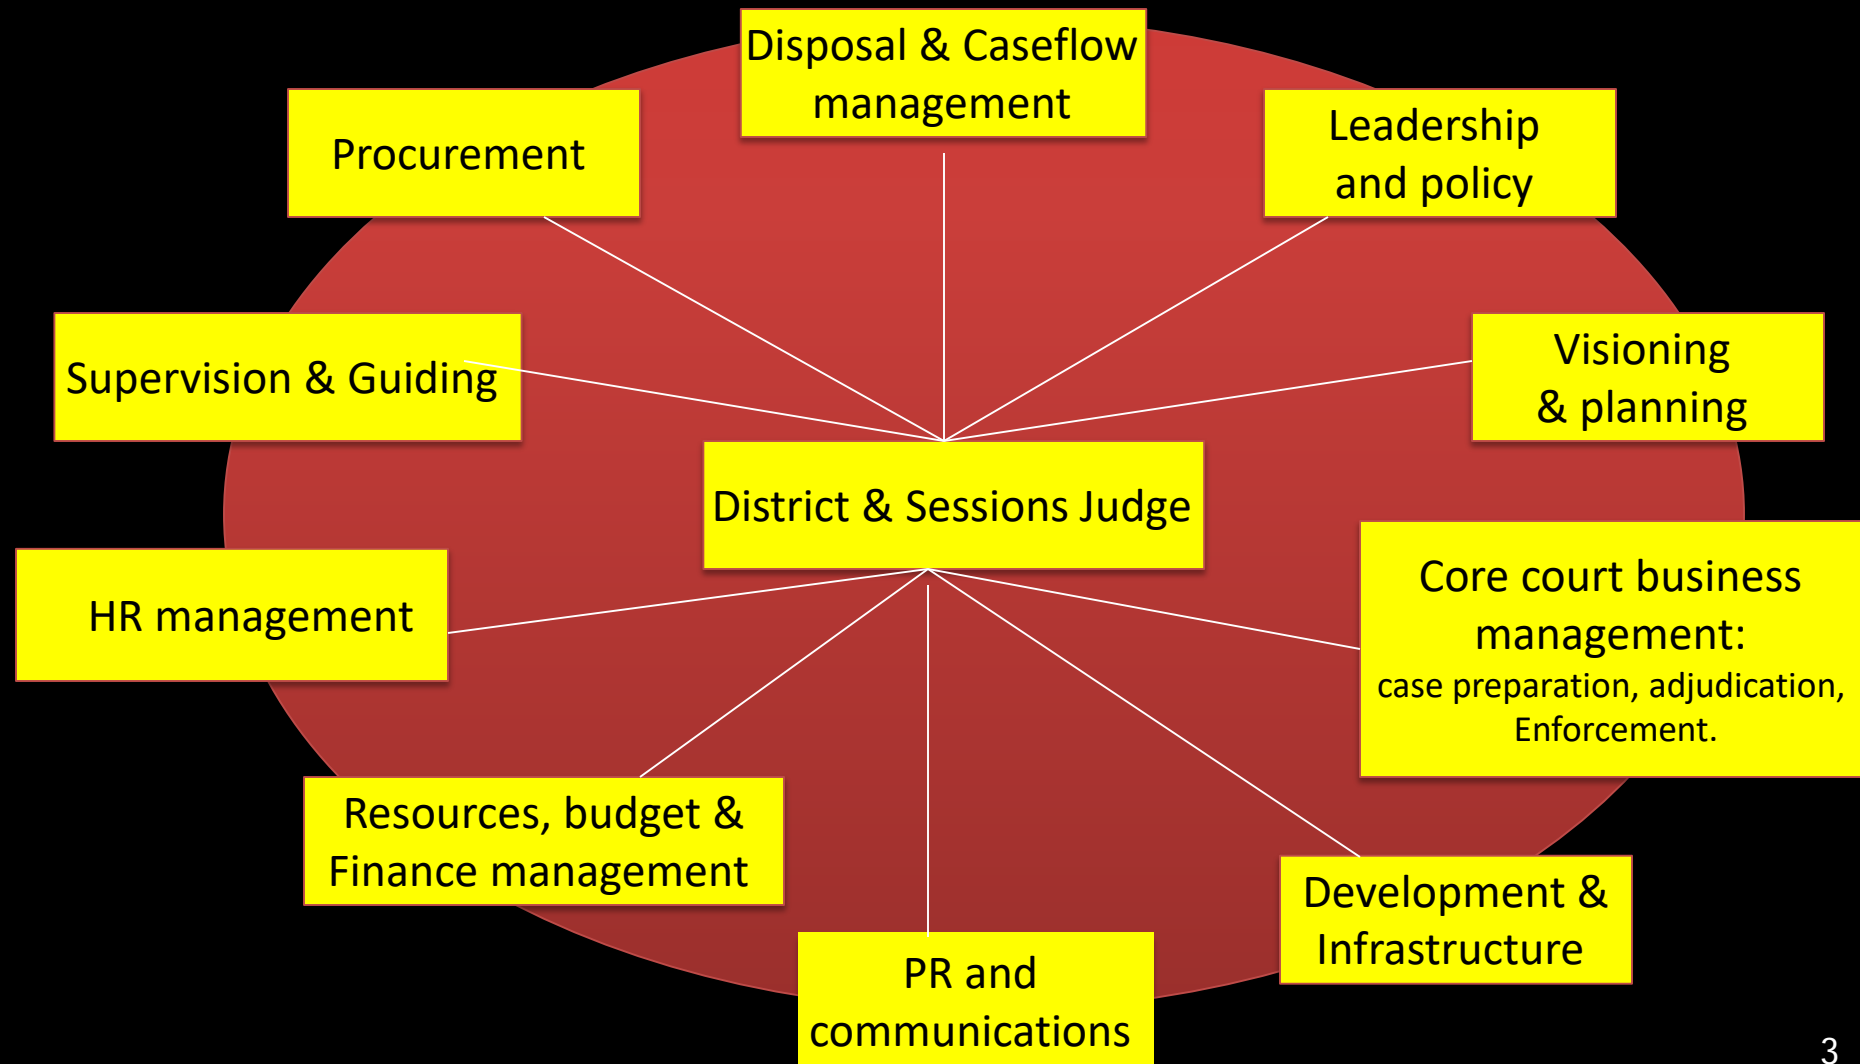 Disposal & Caseflow
management
Procurement
Leadership
and policy
Supervision & Guiding
Visioning
& planning
District & Sessions Judge
HR management
Core court business
management:
case preparation, adjudication,
Enforcement.
Resources, budget &
Finance management
Development &
Infrastructure
PR and
communications
3